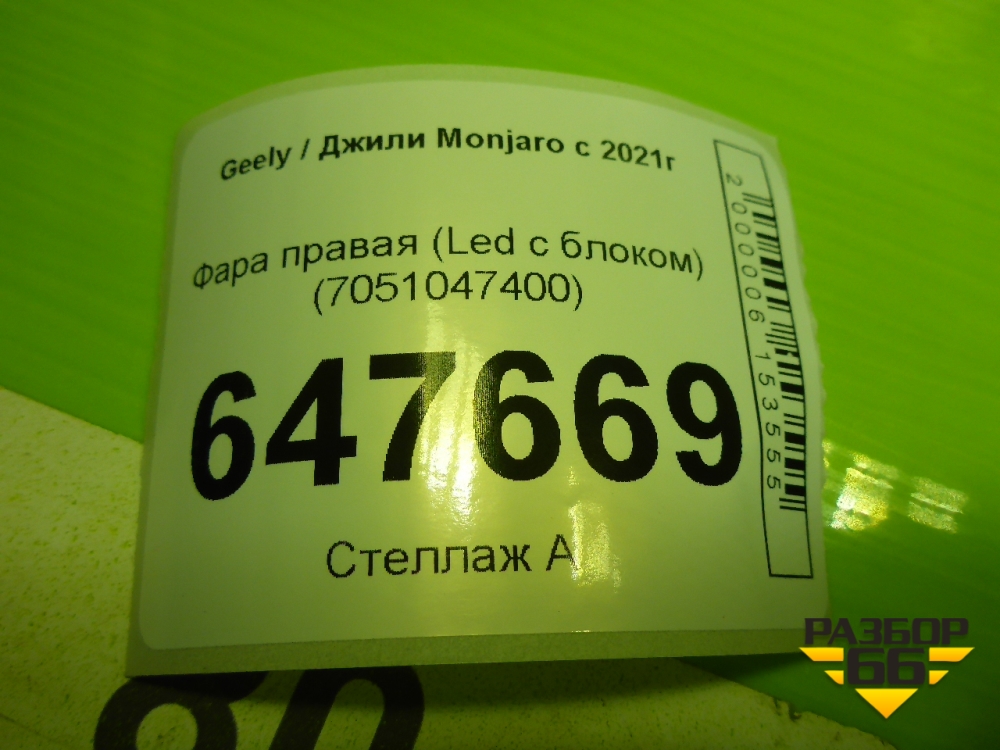 Geely / Джили Monjaro с 2021г
Фара правая (Led с блоком)
(7051047400)
647669
Стеллаж А
2000006153555
РАЗБОР
66